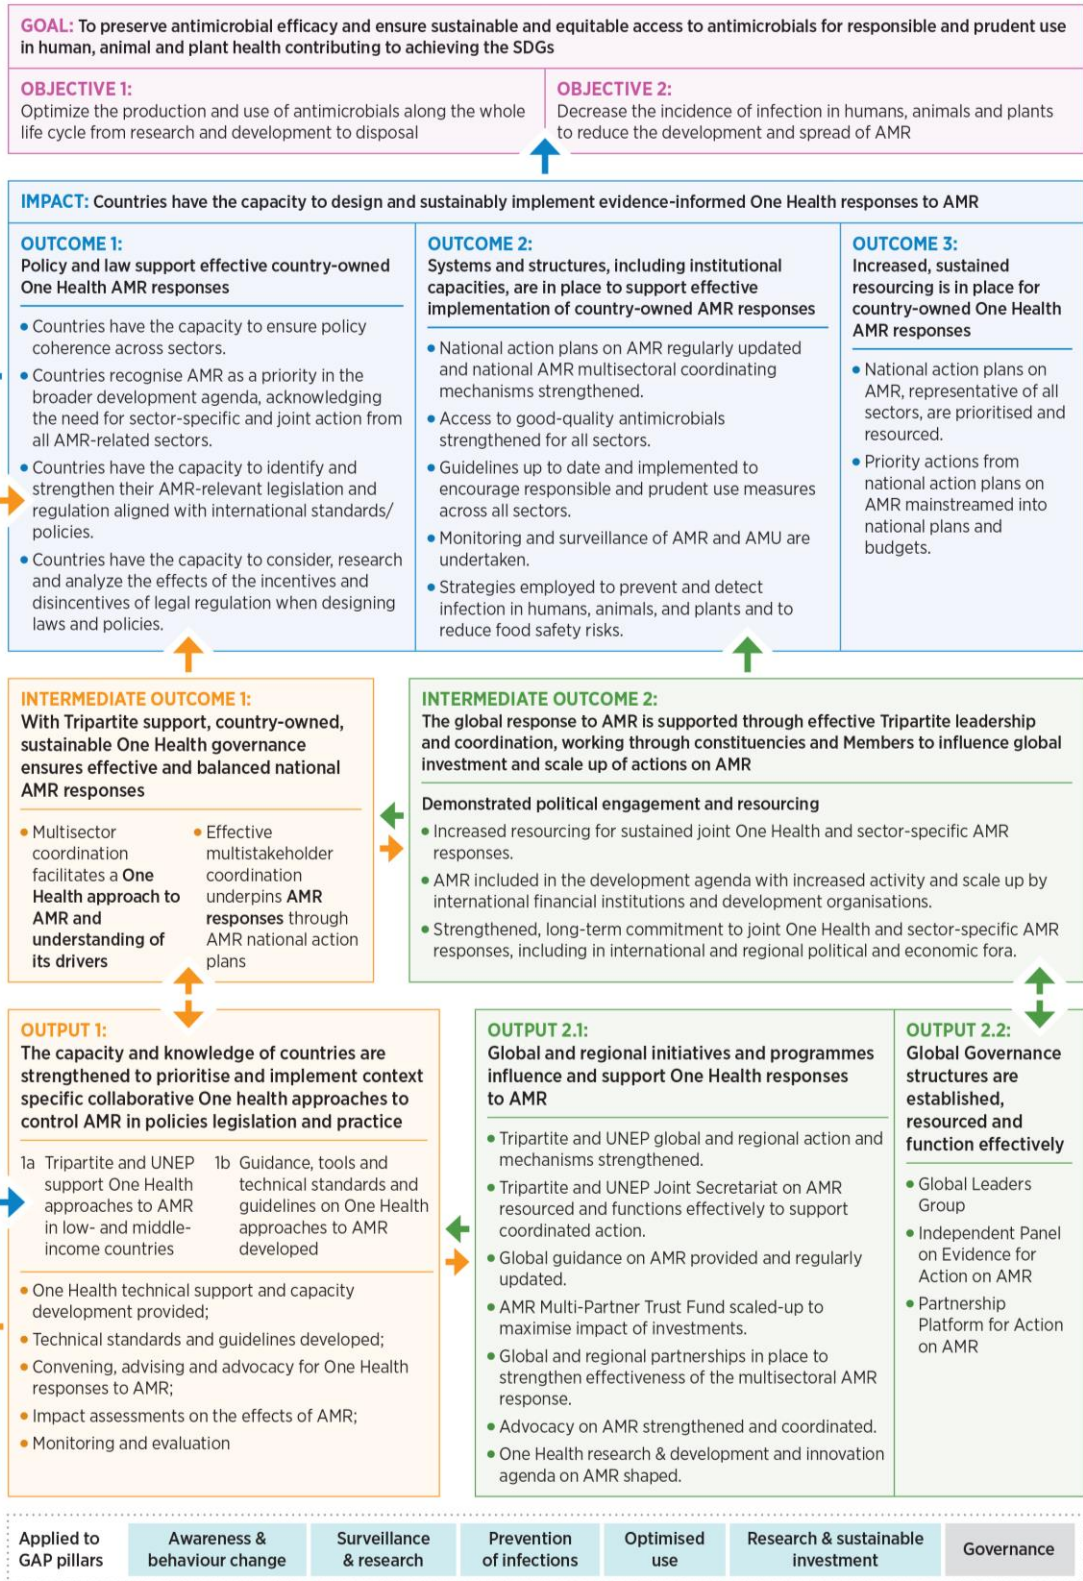 GOAL: To preserve antimicrobial efficacy and ensure sustainable and equitable access to antimicrobials for responsible and prudent use
in human, animal and plant health contributing to achieving the SDGs
OBJECTIVE 1:
Optimize the production and use of antimicrobials along the whole
life cycle from research and development to disposal
OBJECTIVE 2:
Decrease the incidence of infection in humans, animals and plants
to reduce the development and spread of AMR
IMPACT: Countries have the capacity to design and sustainably implement evidence-informed One Health responses to AMR
OUTCOME 1:
Policy and law support effective country-owned
One Health AMR responses
• Countries have the capacity to ensure policy
coherence across sectors.
• Countries recognise AMR as a priority in the
broader development agenda, acknowledging
the need for sector-specific and joint action from
all AMR-related sectors.
• Countries have the capacity to identify and
strengthen their AMR-relevant legislation and
regulation aligned with international standards/
policies.
• Countries have the capacity to consider, research
and analyze the effects of the incentives and
disincentives of legal regulation when designing
laws and policies.
OUTCOME 2:
Systems and structures, including institutional
capacities, are in place to support effective
implementation of country-owned AMR responses
• National action plans on AMR regularly updated
and national AMR multisectoral coordinating
mechanisms strengthened.
• Access to good-quality antimicrobials
strengthened for all sectors.
• Guidelines up to date and implemented to
encourage responsible and prudent use measures
across all sectors.
• Monitoring and surveillance of AMR and AMU are
undertaken.
• Strategies employed to prevent and detect
infection in humans, animals, and plants and to
reduce food safety risks.
OUTCOME 3:
Increased, sustained
resourcing is in place for
country-owned One Health
AMR responses
• National action plans on
AMR, representative of all
sectors, are prioritised and
resourced.
• Priority actions from
national action plans on
AMR mainstreamed into
national plans and
budgets.
INTERMEDIATE OUTCOME 1:
With Tripartite support, country-owned,
sustainable One Health governance
ensures effective and balanced national
AMR responses
• Multisector
coordination
facilitates a One
Health approach to
AMR and
understanding of
its drivers
• Effective
multistakeholder
coordination
underpins AMR
responses through
AMR national action
plans
INTERMEDIATE OUTCOME 2:
The global response to AMR is supported through effective Tripartite leadership
and coordination, working through constituencies and Members to influence global
investment and scale up of actions on AMR
Demonstrated political engagement and resourcing
• Increased resourcing for sustained joint One Health and sector-specific AMR
responses.
• AMR included in the development agenda with increased activity and scale up by
international financial institutions and development organisations.
• Strengthened, long-term commitment to joint One Health and sector-specific AMR
responses, including in international and regional political and economic fora.
OUTPUT 1:
The capacity and knowledge of countries are
strengthened to prioritise and implement context
specific collaborative One health approaches to
control AMR in policies legislation and practice
1a Tripartite and UNEP
support One Health
approaches to AMR
in low- and middle-
income countries
1b Guidance, tools and
technical standards and
guidelines on One Health
approaches to AMR
developed
• One Health technical support and capacity
development provided;
• Technical standards and guidelines developed;
• Convening, advising and advocacy for One Health
responses to AMR;
• Impact assessments on the effects of AMR;
• Monitoring and evaluation
OUTPUT 2.1:
Global and regional initiatives and programmes
influence and support One Health responses
to AMR
• Tripartite and UNEP global and regional action and
mechanisms strengthened.
• Tripartite and UNEP Joint Secretariat on AMR
resourced and functions effectively to support
coordinated action.
• Global guidance on AMR provided and regularly
updated.
• AMR Multi-Partner Trust Fund scaled-up to
maximise impact of investments.
• Global and regional partnerships in place to
strengthen effectiveness of the multisectoral AMR
response.
• Advocacy on AMR strengthened and coordinated.
• One Health research & development and innovation
agenda on AMR shaped.
OUTPUT 2.2:
Global Governance
structures are
established,
resourced and
function effectively
• Global Leaders
Group
• Independent Panel
on Evidence for
Action on AMR
• Partnership
Platform for Action
on AMR
Applied to
GAP pillars
Awareness &
behaviour change
Surveillance
& research
Prevention
of infections
Optimised
use
Research & sustainable
investment
Governance